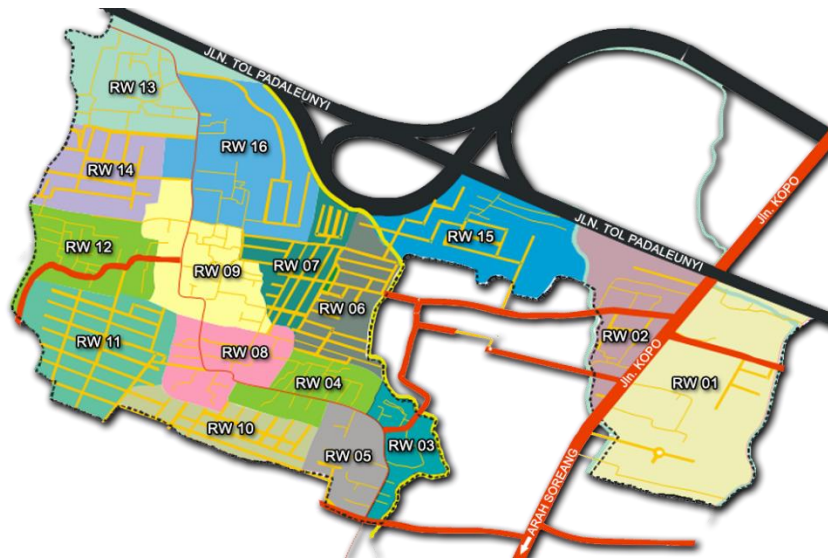 JLN. TOL PADALEUNYI
RW 13
RW 16
Jln. KOPO
RW 14
JLN. TOL PADALEUNYI
RW 15
RW 12
RW 09
RW 07
RW 06
RW 11
RW 02
RW 08
Jln. KOPO
RW 01
RW 04
RW 10
RW 03
RW 05
ARAH SOREANG